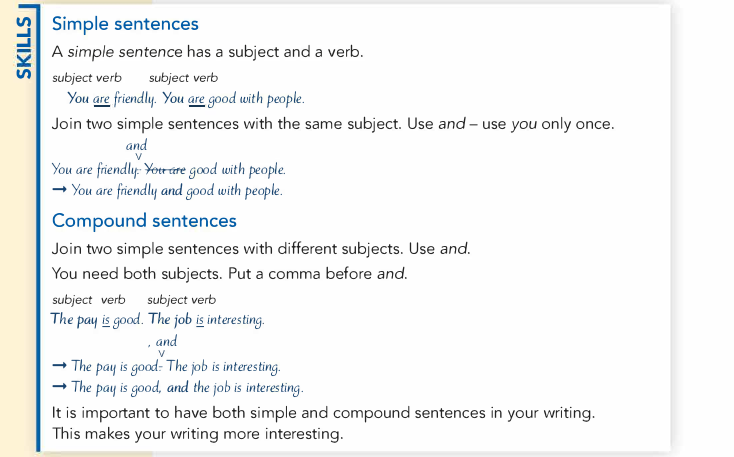 SKILLS
Simple sentences
A simple sentence has a subject and a verb.
subject verb subject verb
You are friendly. You are good with people.
Join two simple sentences with the same subject. Use and – use you only once.
and
You are friendly. You are good with people.
→ You are friendly and good with people.
Compound sentences
Join two simple sentences with different subjects. Use and.
You need both subjects. Put a comma before and.
subject verb subject verb
The pay is good. The job is interesting.
, and
→ The pay is good. The job is interesting.
→ The pay is good, and the job is interesting.
It is important to have both simple and compound sentences in your writing.
This makes your writing more interesting.